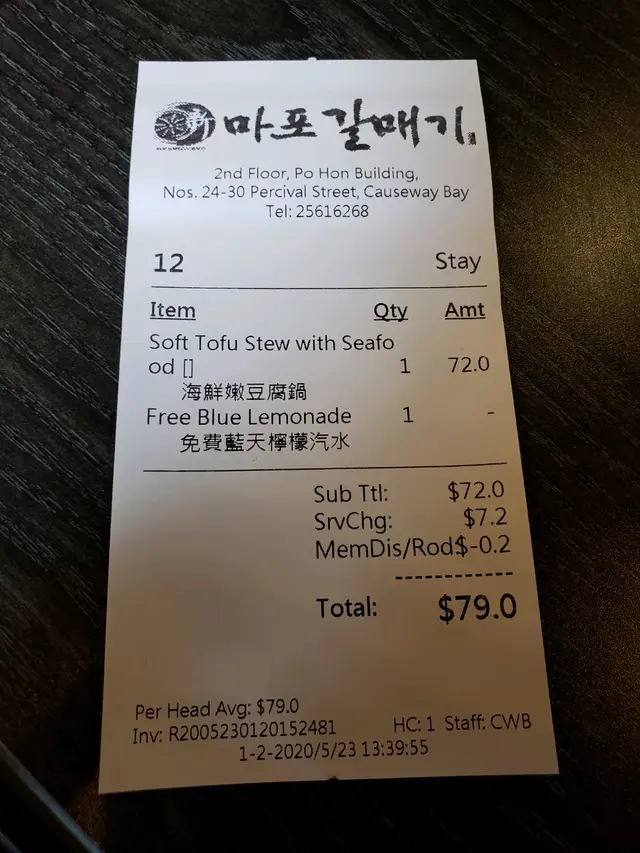 마포갈매기
2nd Floor, Po Hon Building,
Nos. 24-30 Percival Street, Causeway Bay
Tel: 25616268
12 Stay
Item Qty Amt
Soft Tofu Stew with Seafo
od [] 1 72.0
海鮮嫩豆腐鍋
Free Blue Lemonade 1 -
免費藍天檸檬汽水
Sub Ttl: $72.0
SrvChg: $7.2
MemDis/Rod$-0.2
------------
Total: $79.0
Per Head Avg: $79.0
Inv: R2005230120152481 HC: 1 Staff: CWB
1-2-2020/5/23 13:39:55